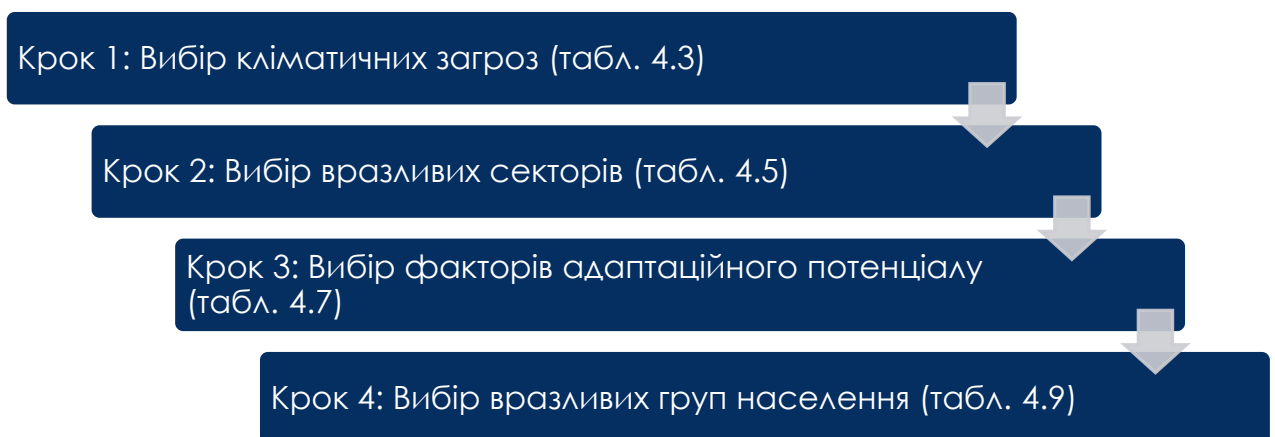 Крок 1: Вибір кліматичних загроз (табл. 4.3)
Крок 2: Вибір вразливих секторів (табл. 4.5)
Крок 3: Вибір факторів адаптаційного потенціалу
(табл. 4.7)
Крок 4: Вибір вразливих груп населення (табл. 4.9)